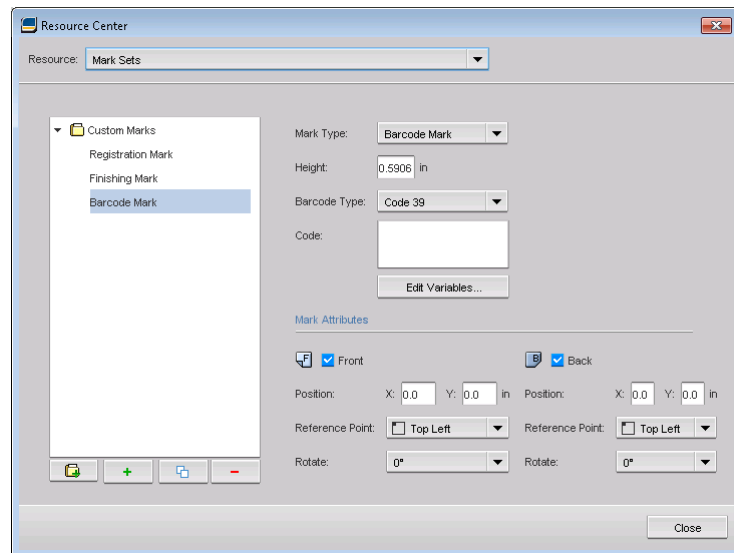 Resource Center
Resource: Mark Sets
Custom Marks
Registration Mark
Finishing Mark
Barcode Mark
Mark Type: Barcode Mark
Height: 0.5906 in
Barcode Type: Code 39
Code:
Edit Variables...
Mark Attributes
F Front
B Back
Position: X: 0.0 Y: 0.0 in Position: X: 0.0 Y: 0.0 in
Reference Point: Top Left Reference Point: Top Left
Rotate: 0° Rotate: 0°
Close